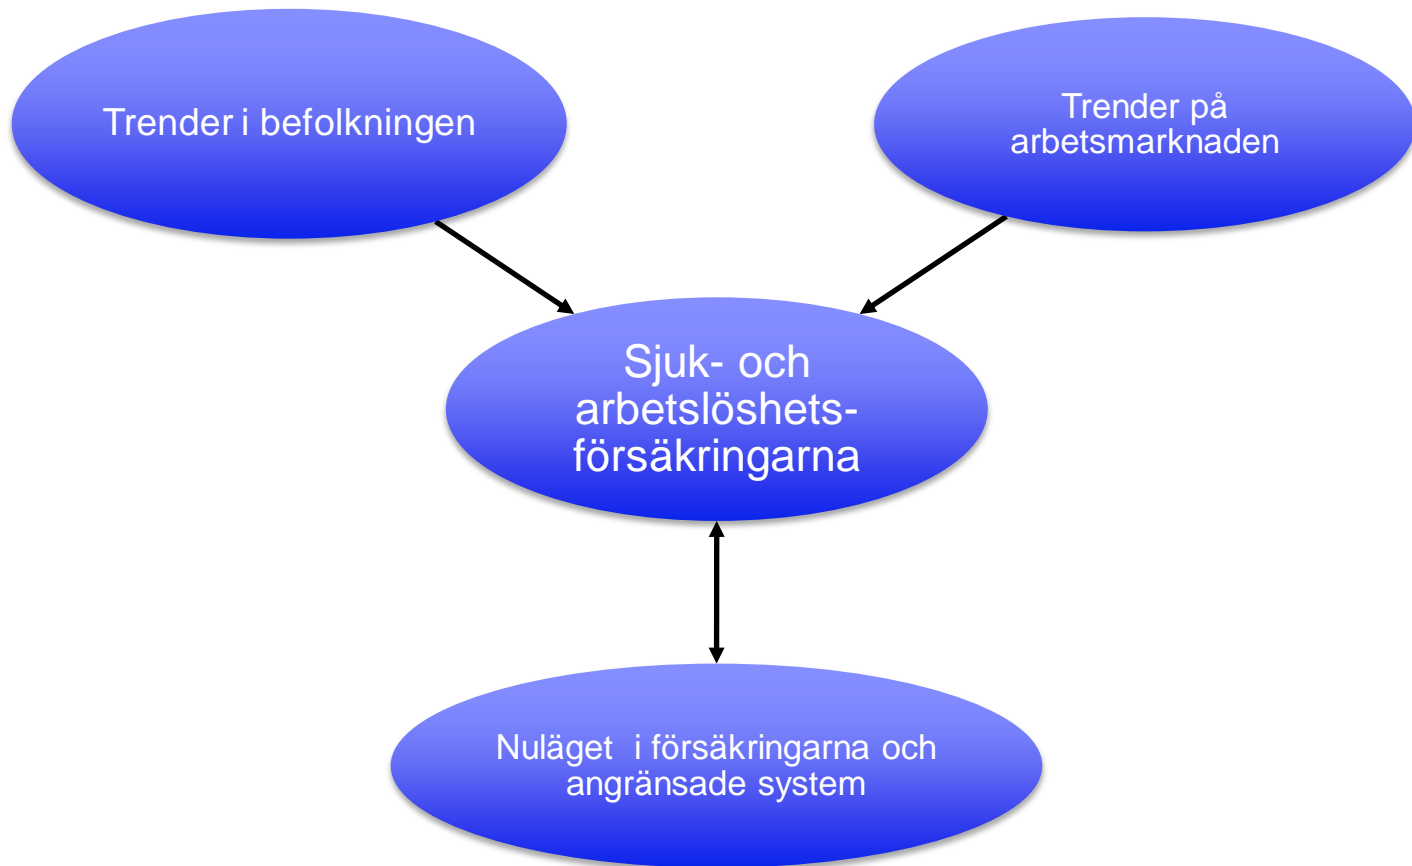 Trender i befolkningen
Trender på
arbetsmarknaden
Sjuk- och
arbetslöshets-
försäkringarna
Nuläget i försäkringarna och
angränsade system